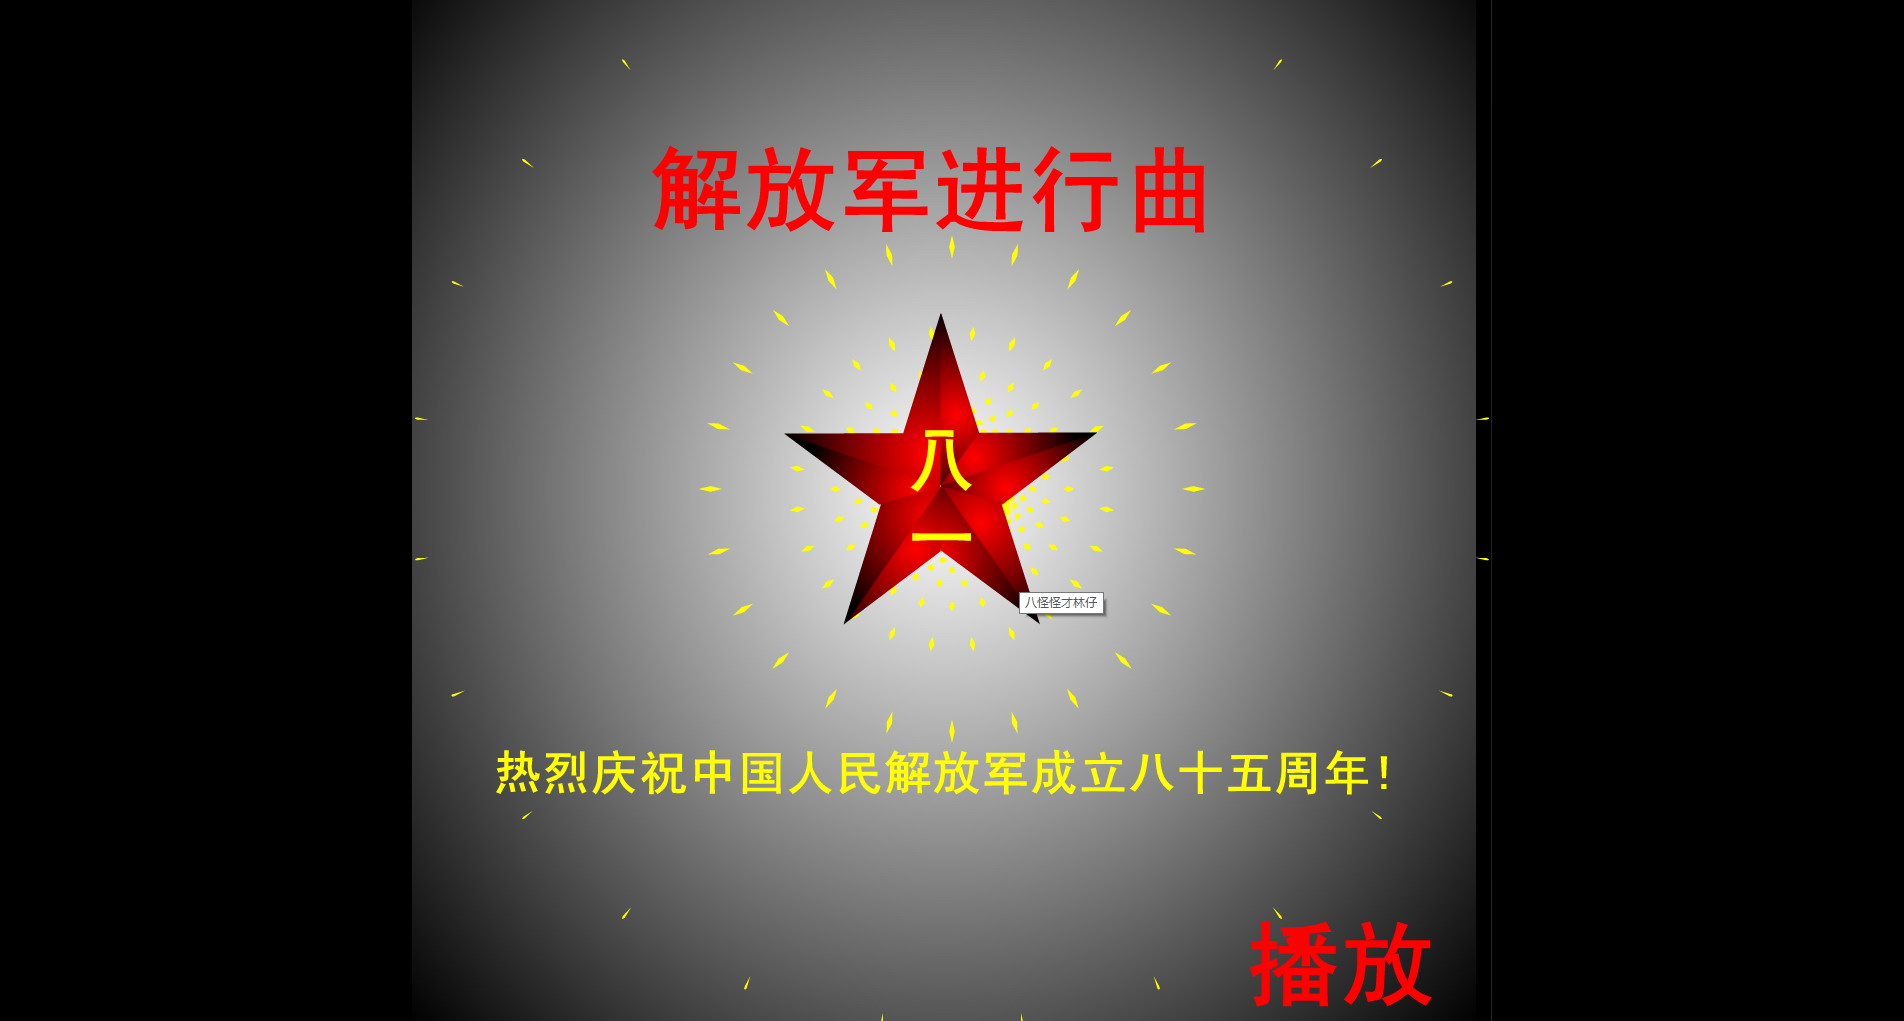 解放军进行曲
八
一
八怪怪才林仔
热烈庆祝中国人民解放军成立八十五周年！
播放